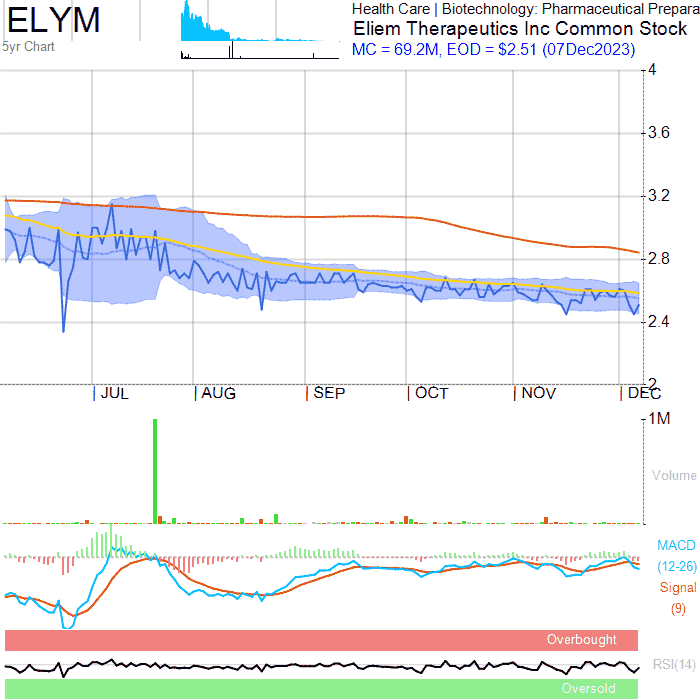 ELYM
5yr Chart
Health Care | Biotechnology: Pharmaceutical Prepara
Eliem Therapeutics Inc Common Stock
MC = 69.2M, EOD = $2.51 (07Dec2023)
4
3.6
3.2
2.8
2.4
2
JUL AUG SEP OCT NOV DEC
1M
Volume
MACD
(12-26)
Signal
(9)
Overbought
RSI(14)
Oversold